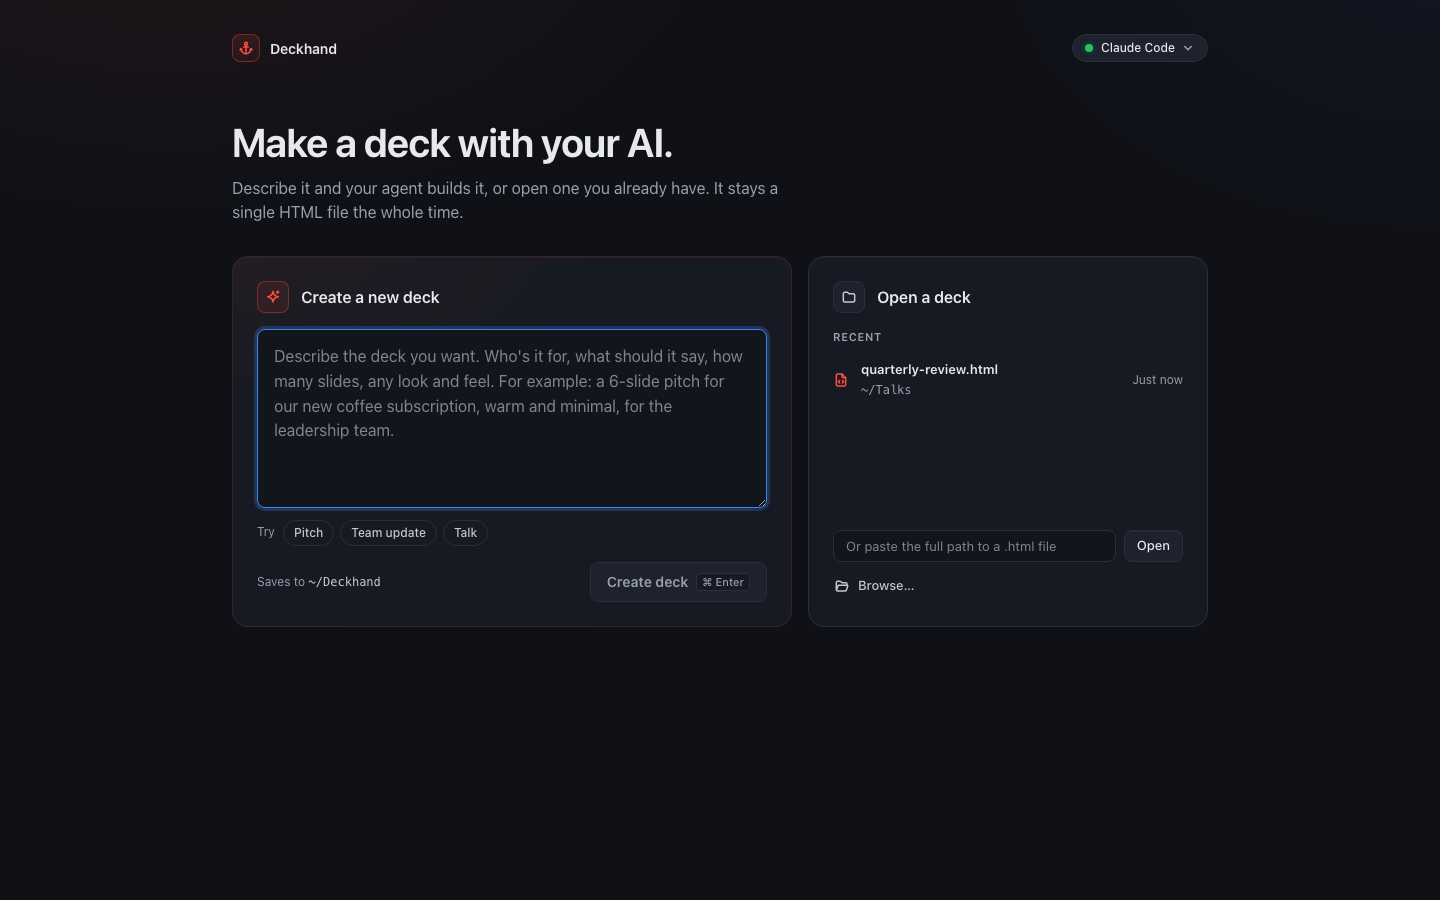 Deckhand
Claude Code
Make a deck with your AI.
Describe it and your agent builds it, or open one you already have. It stays a
single HTML file the whole time.
Create a new deck
Describe the deck you want. Who's it for, what should it say, how
many slides, any look and feel. For example: a 6-slide pitch for
our new coffee subscription, warm and minimal, for the
leadership team.
Try
Pitch
Team update
Talk
Saves to ~/Deckhand
Create deck ⌘ Enter
Open a deck
RECENT
quarterly-review.html
~/Talks
Just now
Or paste the full path to a .html file
Open
Browse...